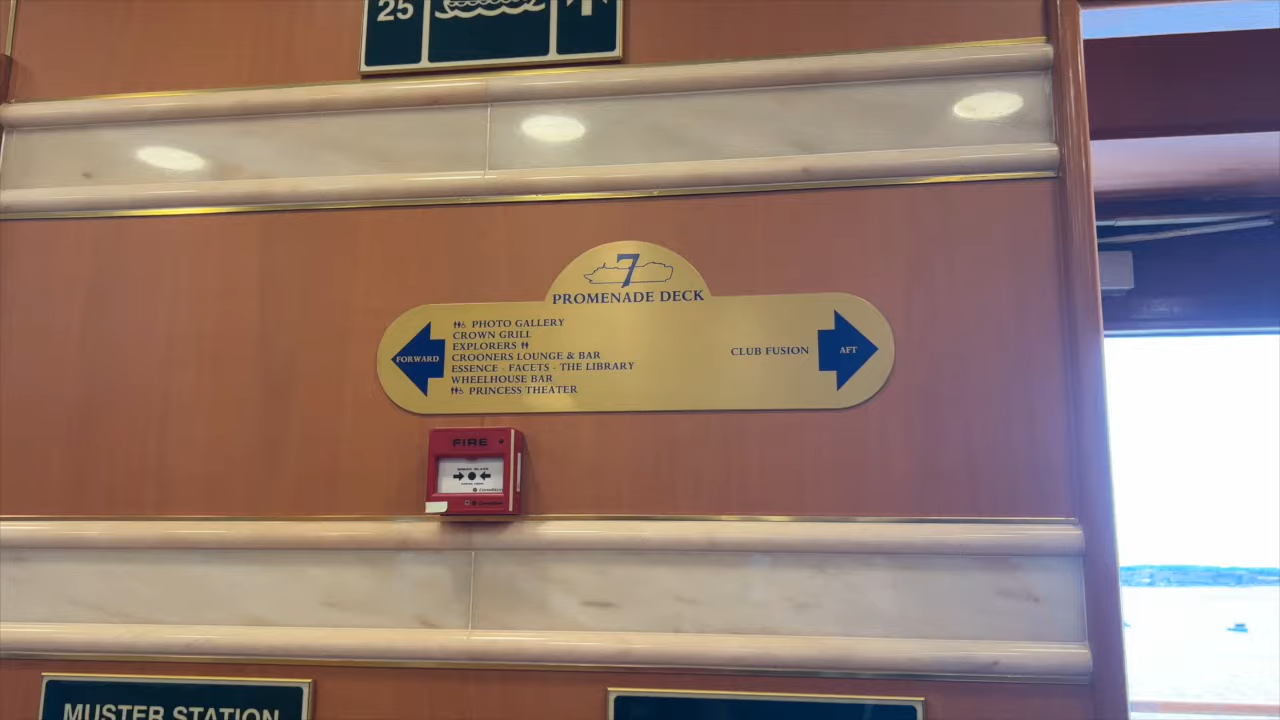 25
7
PROMENADE DECK
PHOTO GALLERY
CROWN GRILL
EXPLORERS
CROONERS LOUNGE & BAR
ESSENCE - FACETS - THE LIBRARY
WHEELHOUSE BAR
PRINCESS THEATER
FORWARD
CLUB FUSION
AFT
FIRE
MUSTER STATION